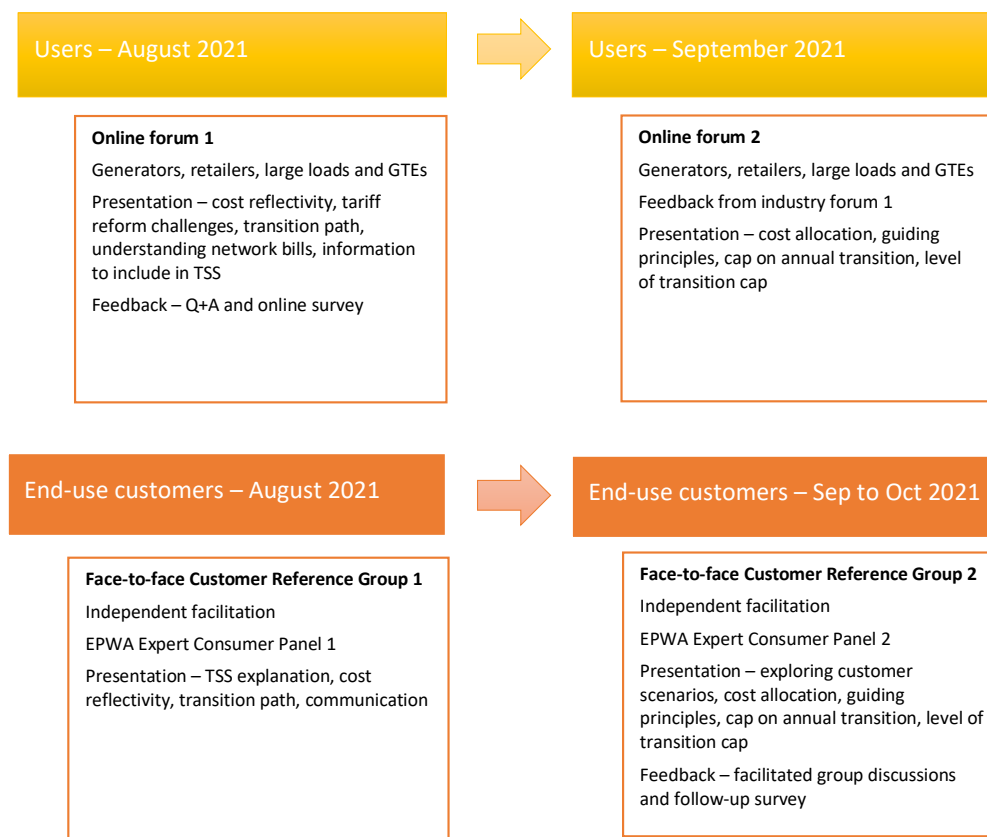 Users – August 2021
Users – September 2021
Online forum 1
Generators, retailers, large loads and GTEs
Presentation – cost reflectivity, tariff
reform challenges, transition path,
understanding network bills, information
to include in TSS
Feedback – Q+A and online survey
Online forum 2
Generators, retailers, large loads and GTEs
Feedback from industry forum 1
Presentation – cost allocation, guiding
principles, cap on annual transition, level
of transition cap
End-use customers – August 2021
End-use customers – Sep to Oct 2021
Face-to-face Customer Reference Group 1
Independent facilitation
EPWA Expert Consumer Panel 1
Presentation – TSS explanation, cost
reflectivity, transition path, communication
Face-to-face Customer Reference Group 2
Independent facilitation
EPWA Expert Consumer Panel 2
Presentation – exploring customer
scenarios, cost allocation, guiding
principles, cap on annual transition, level of
transition cap
Feedback – facilitated group discussions
and follow-up survey